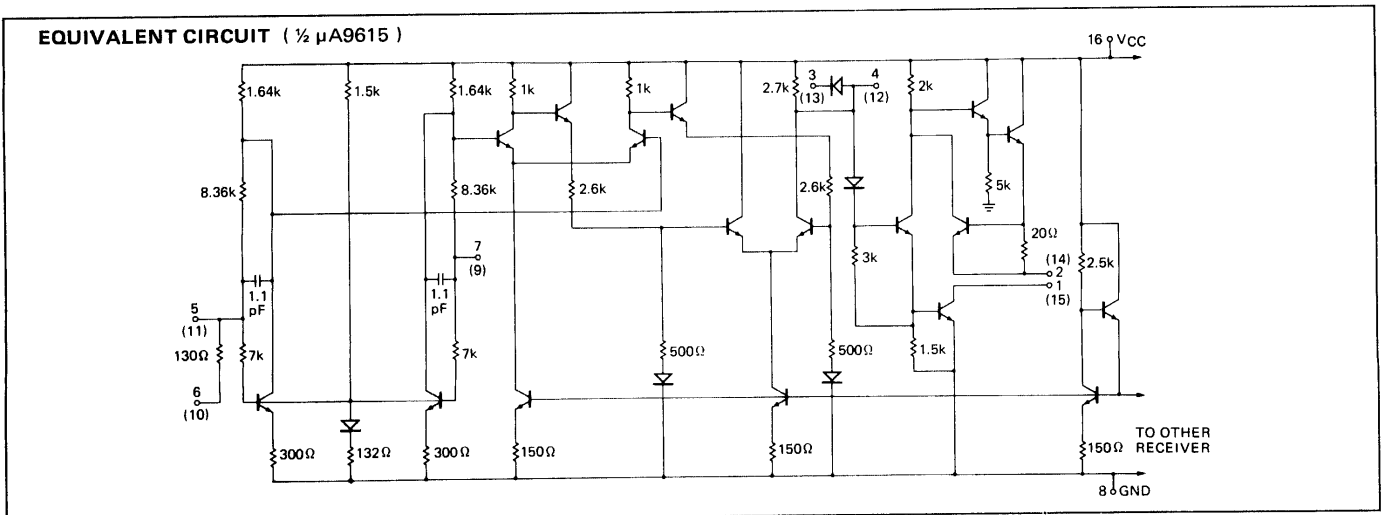 EQUIVALENT CIRCUIT ( ½ μA9615 )
16 VCC
1.64k
1.5k
1.64k
1k
1k
2.7k
3
(13)
4
(12)
2k
8.36k
8.36k
2.6k
2.6k
5k
20Ω
3k
(14)
2
1
(15)
2.5k
7
(9)
1.1
pF
1.1
pF
5
(11)
130Ω
7k
7k
500Ω
500Ω
1.5k
6
(10)
300Ω
132Ω
300Ω
150Ω
150Ω
150Ω
TO OTHER
RECEIVER
8 GND